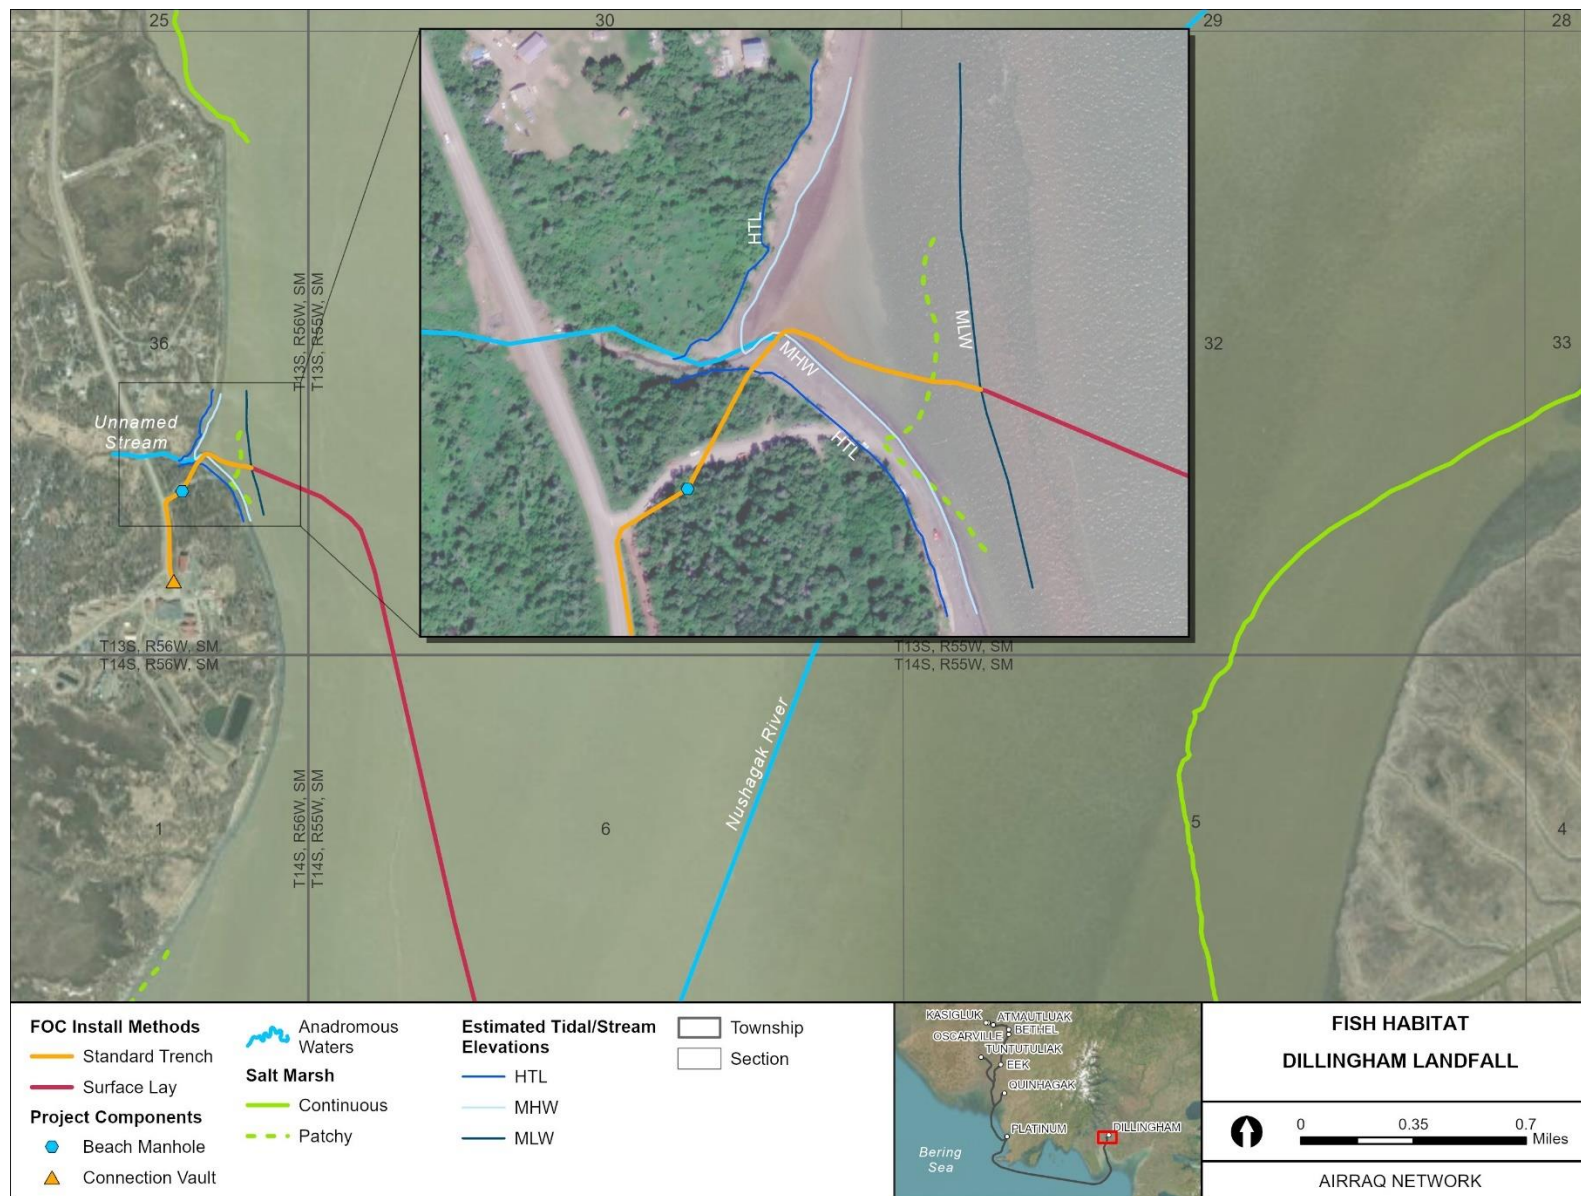 25
30
29
28
HTL
MLW
MHW
HTL
T13S, R56W, SM
T13S, R55W, SM
36
32
33
Unnamed
Stream
T13S, R56W, SM
T14S, R56W, SM
T13S, R55W, SM
T14S, R55W, SM
Nushagak River
T14S, R56W, SM
T14S, R55W, SM
1
6
5
4
FOC Install Methods
Standard Trench
Surface Lay
Project Components
Beach Manhole
Connection Vault
Anadromous
Waters
Salt Marsh
Continuous
Patchy
Estimated Tidal/Stream
Elevations
HTL
MHW
MLW
Township
Section
KASIGLUK
ATMAUTLUAK
OSCARVILLE
BETHEL
TUNTUTULIAK
EEK
QUINHAGAK
PLATINUM
DILLINGHAM
Bering
Sea
FISH HABITAT
DILLINGHAM LANDFALL
0 0.35 0.7
Miles
AIRRAQ NETWORK